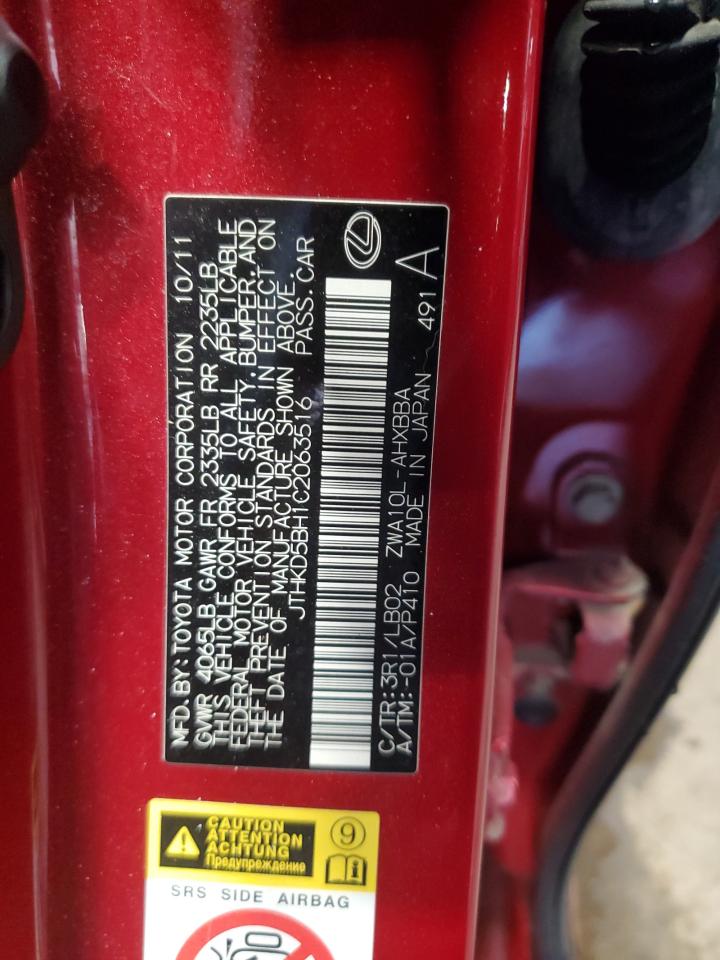 MFD. BY: TOYOTA MOTOR CORPORATION 10/11
GVWR 4065LB GAWR FR 2335LB RR 2235LB
THIS VEHICLE CONFORMS TO ALL APPLICABLE
FEDERAL MOTOR VEHICLE SAFETY, BUMPER, AND
THEFT PREVENTION STANDARDS IN EFFECT ON
THE DATE OF MANUFACTURE SHOWN ABOVE.
JTHKD5BH1C2063516 PASS. CAR
C/TR:3R1/LB02 ZWA10L-AHXBBA
A/TM:-01A/P410 MADE IN JAPAN 491 A
CAUTION
ATTENTION
ACHTUNG
Предупреждение
9
SRS SIDE AIRBAG